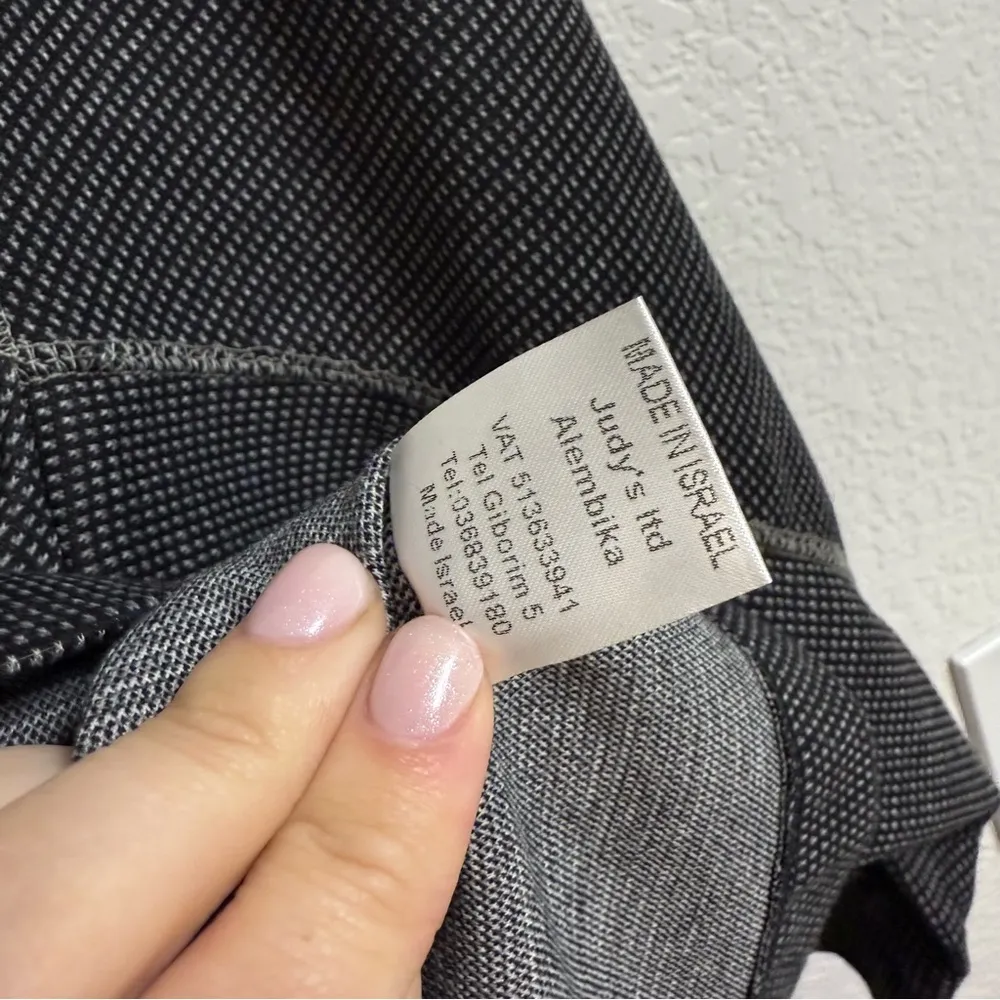 MADE IN ISRAEL
Judy's ltd
Alembika
VAT 513633941
Tel Giborim 5
Tel:036839180
Made Israel